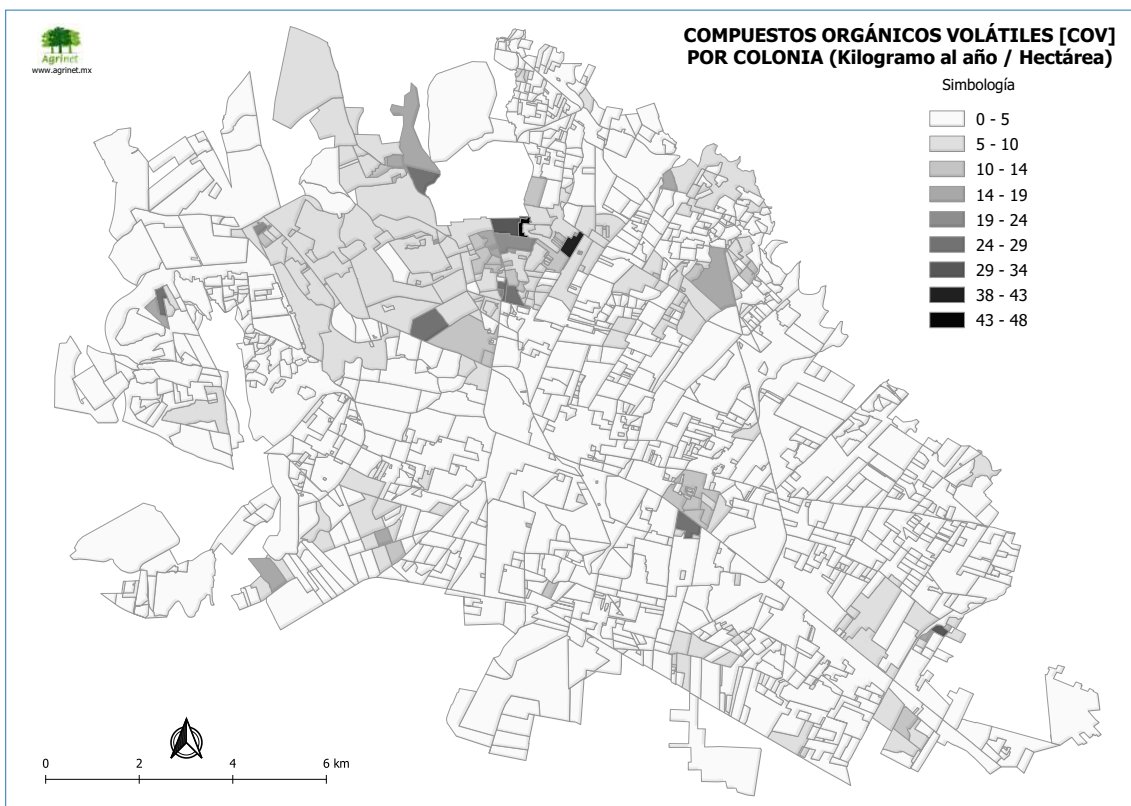 Agrinet
www.agrinet.mx
COMPUESTOS ORGÁNICOS VOLÁTILES [COV]
POR COLONIA (Kilogramo al año / Hectárea)
Simbología
0 - 5
5 - 10
10 - 14
14 - 19
19 - 24
24 - 29
29 - 34
38 - 43
43 - 48
0 2 4 6 km